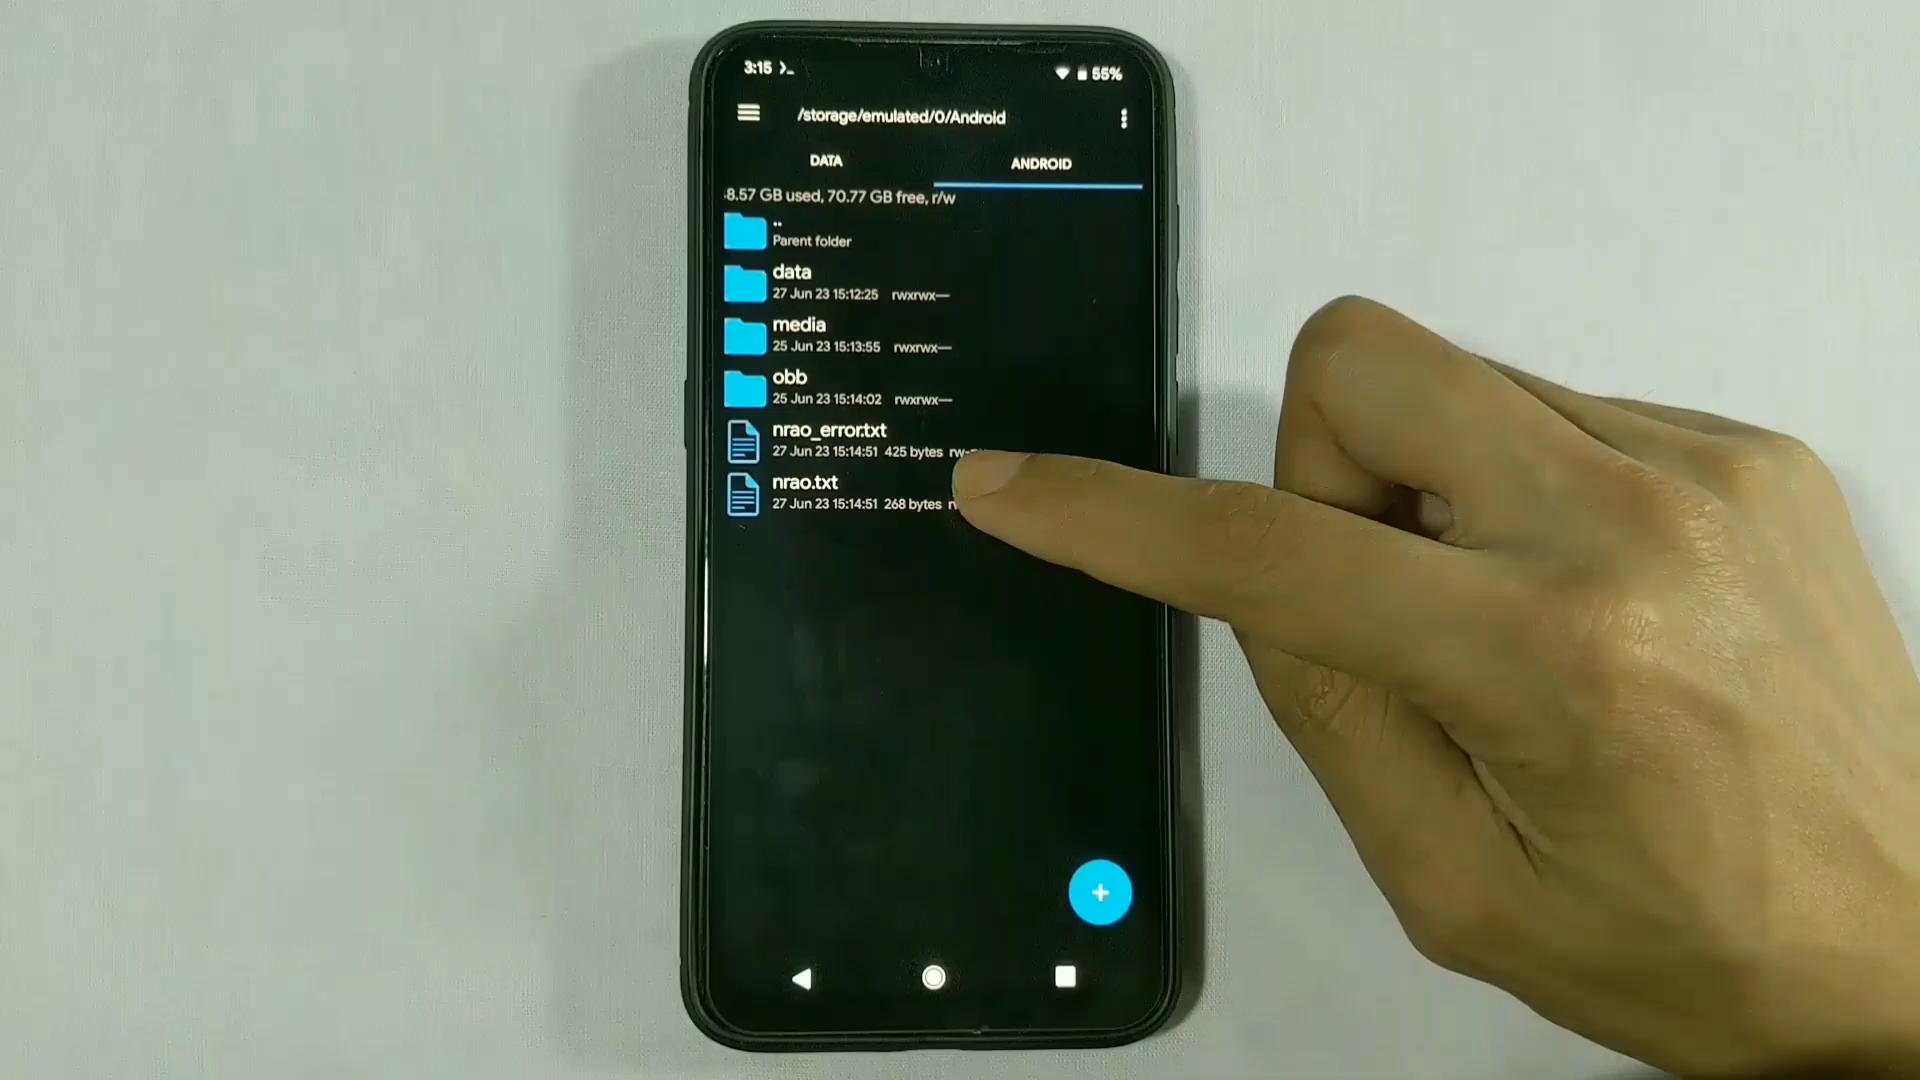 3:15
55%
/storage/emulated/0/Android
DATA
ANDROID
8.57 GB used, 70.77 GB free, r/w
..
Parent folder
data
27 Jun 23 15:12:25 rwxrwx---
media
25 Jun 23 15:13:55 rwxrwx---
obb
25 Jun 23 15:14:02 rwxrwx---
nrao_error.txt
27 Jun 23 15:14:51 425 bytes
nrao.txt
27 Jun 23 15:14:51 268 bytes